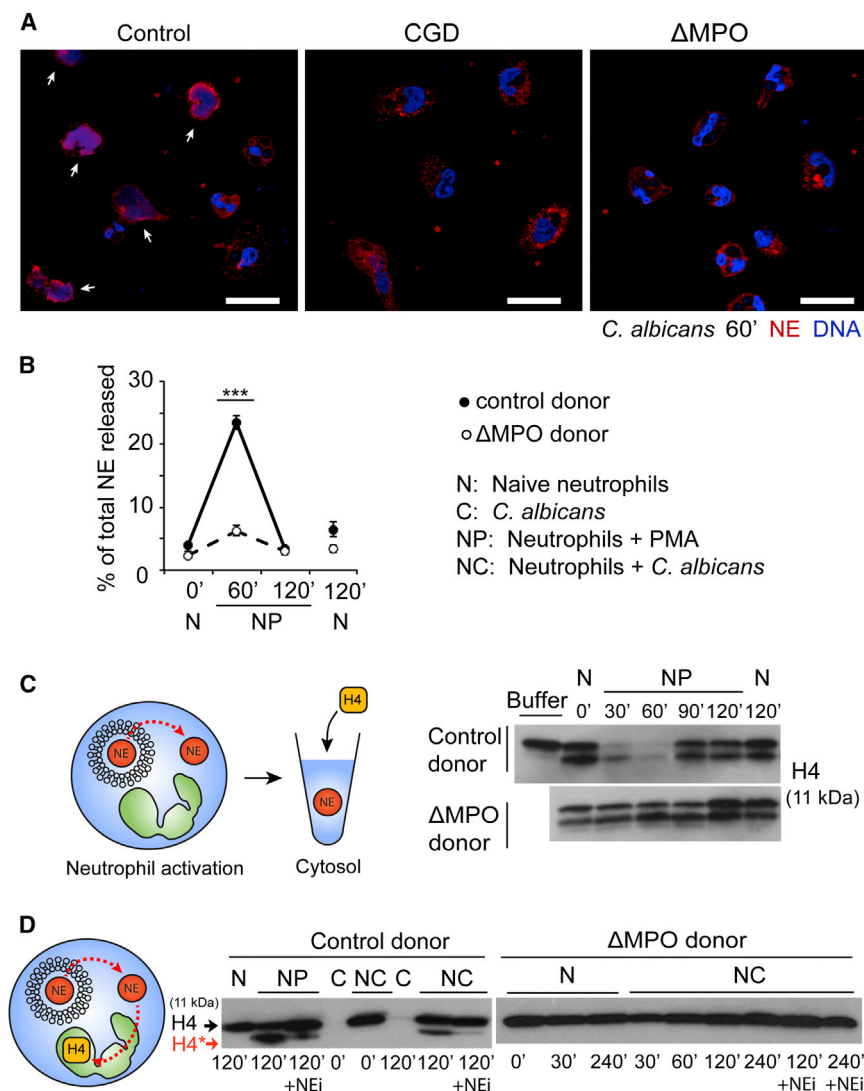 A
Control
CGD
ΔMPO
C. albicans 60’ NE DNA
B
% of total NE released
30
20
10
0
***
0’ 60’ 120’ 120’
N NP N
control donor
ΔMPO donor
N: Naive neutrophils
C: C. albicans
NP: Neutrophils + PMA
NC: Neutrophils + C. albicans
C
NE
NE
Neutrophil activation
H4
NE
Cytosol
N NP N
Buffer 0’ 30’ 60’ 90’ 120’ 120’
Control
donor
ΔMPO
donor
H4
(11 kDa)
D
NE
NE
H4
Control donor
ΔMPO donor
N NP C NC C NC
N NC
(11 kDa)
H4
H4*
120’ 120’ 120’ 0’ 0’ 120’ 120’ 120’
+NEi +NEi
0’ 30’ 240’ 30’ 60’ 120’ 240’ 120’ 240’
+NEi +NEi